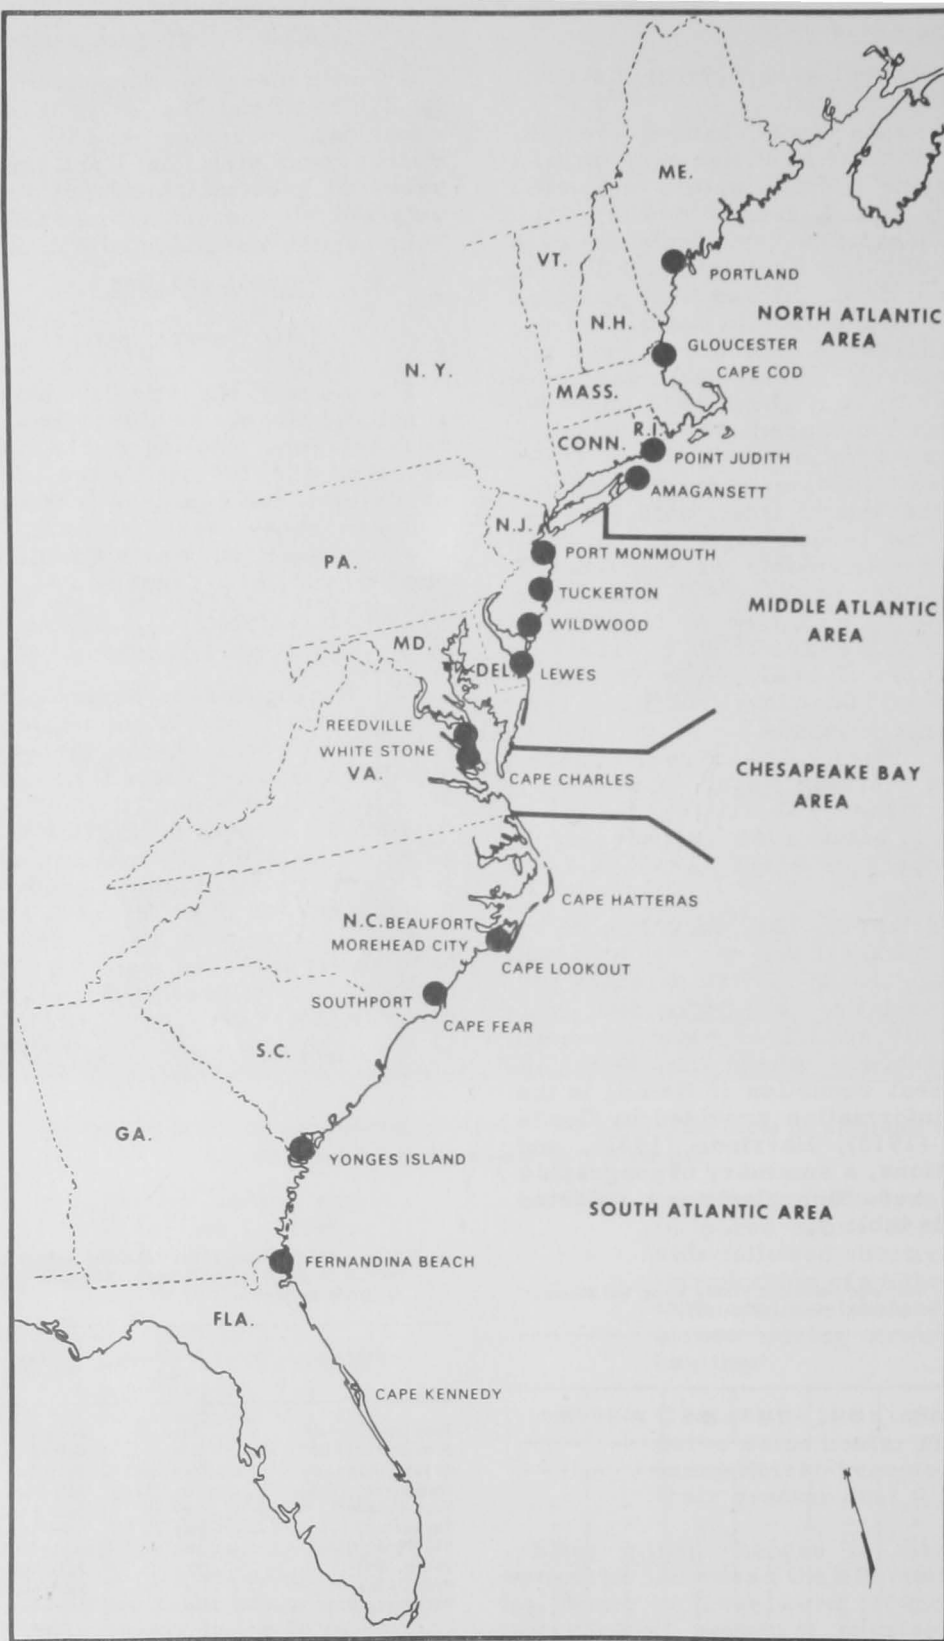 ME.
VT.
PORTLAND
N.H.
NORTH ATLANTIC
AREA
GLOUCESTER
CAPE COD
N. Y.
MASS.
R.I.
CONN.
POINT JUDITH
AMAGANSETT
N.J.
PORT MONMOUTH
PA.
TUCKERTON
MIDDLE ATLANTIC
AREA
WILDWOOD
MD.
DEL.
LEWES
REEDVILLE
WHITE STONE
VA.
CAPE CHARLES
CHESAPEAKE BAY
AREA
CAPE HATTERAS
N.C. BEAUFORT
MOREHEAD CITY
CAPE LOOKOUT
SOUTHPORT
CAPE FEAR
S.C.
GA.
YONGES ISLAND
SOUTH ATLANTIC AREA
FERNANDINA BEACH
FLA.
CAPE KENNEDY